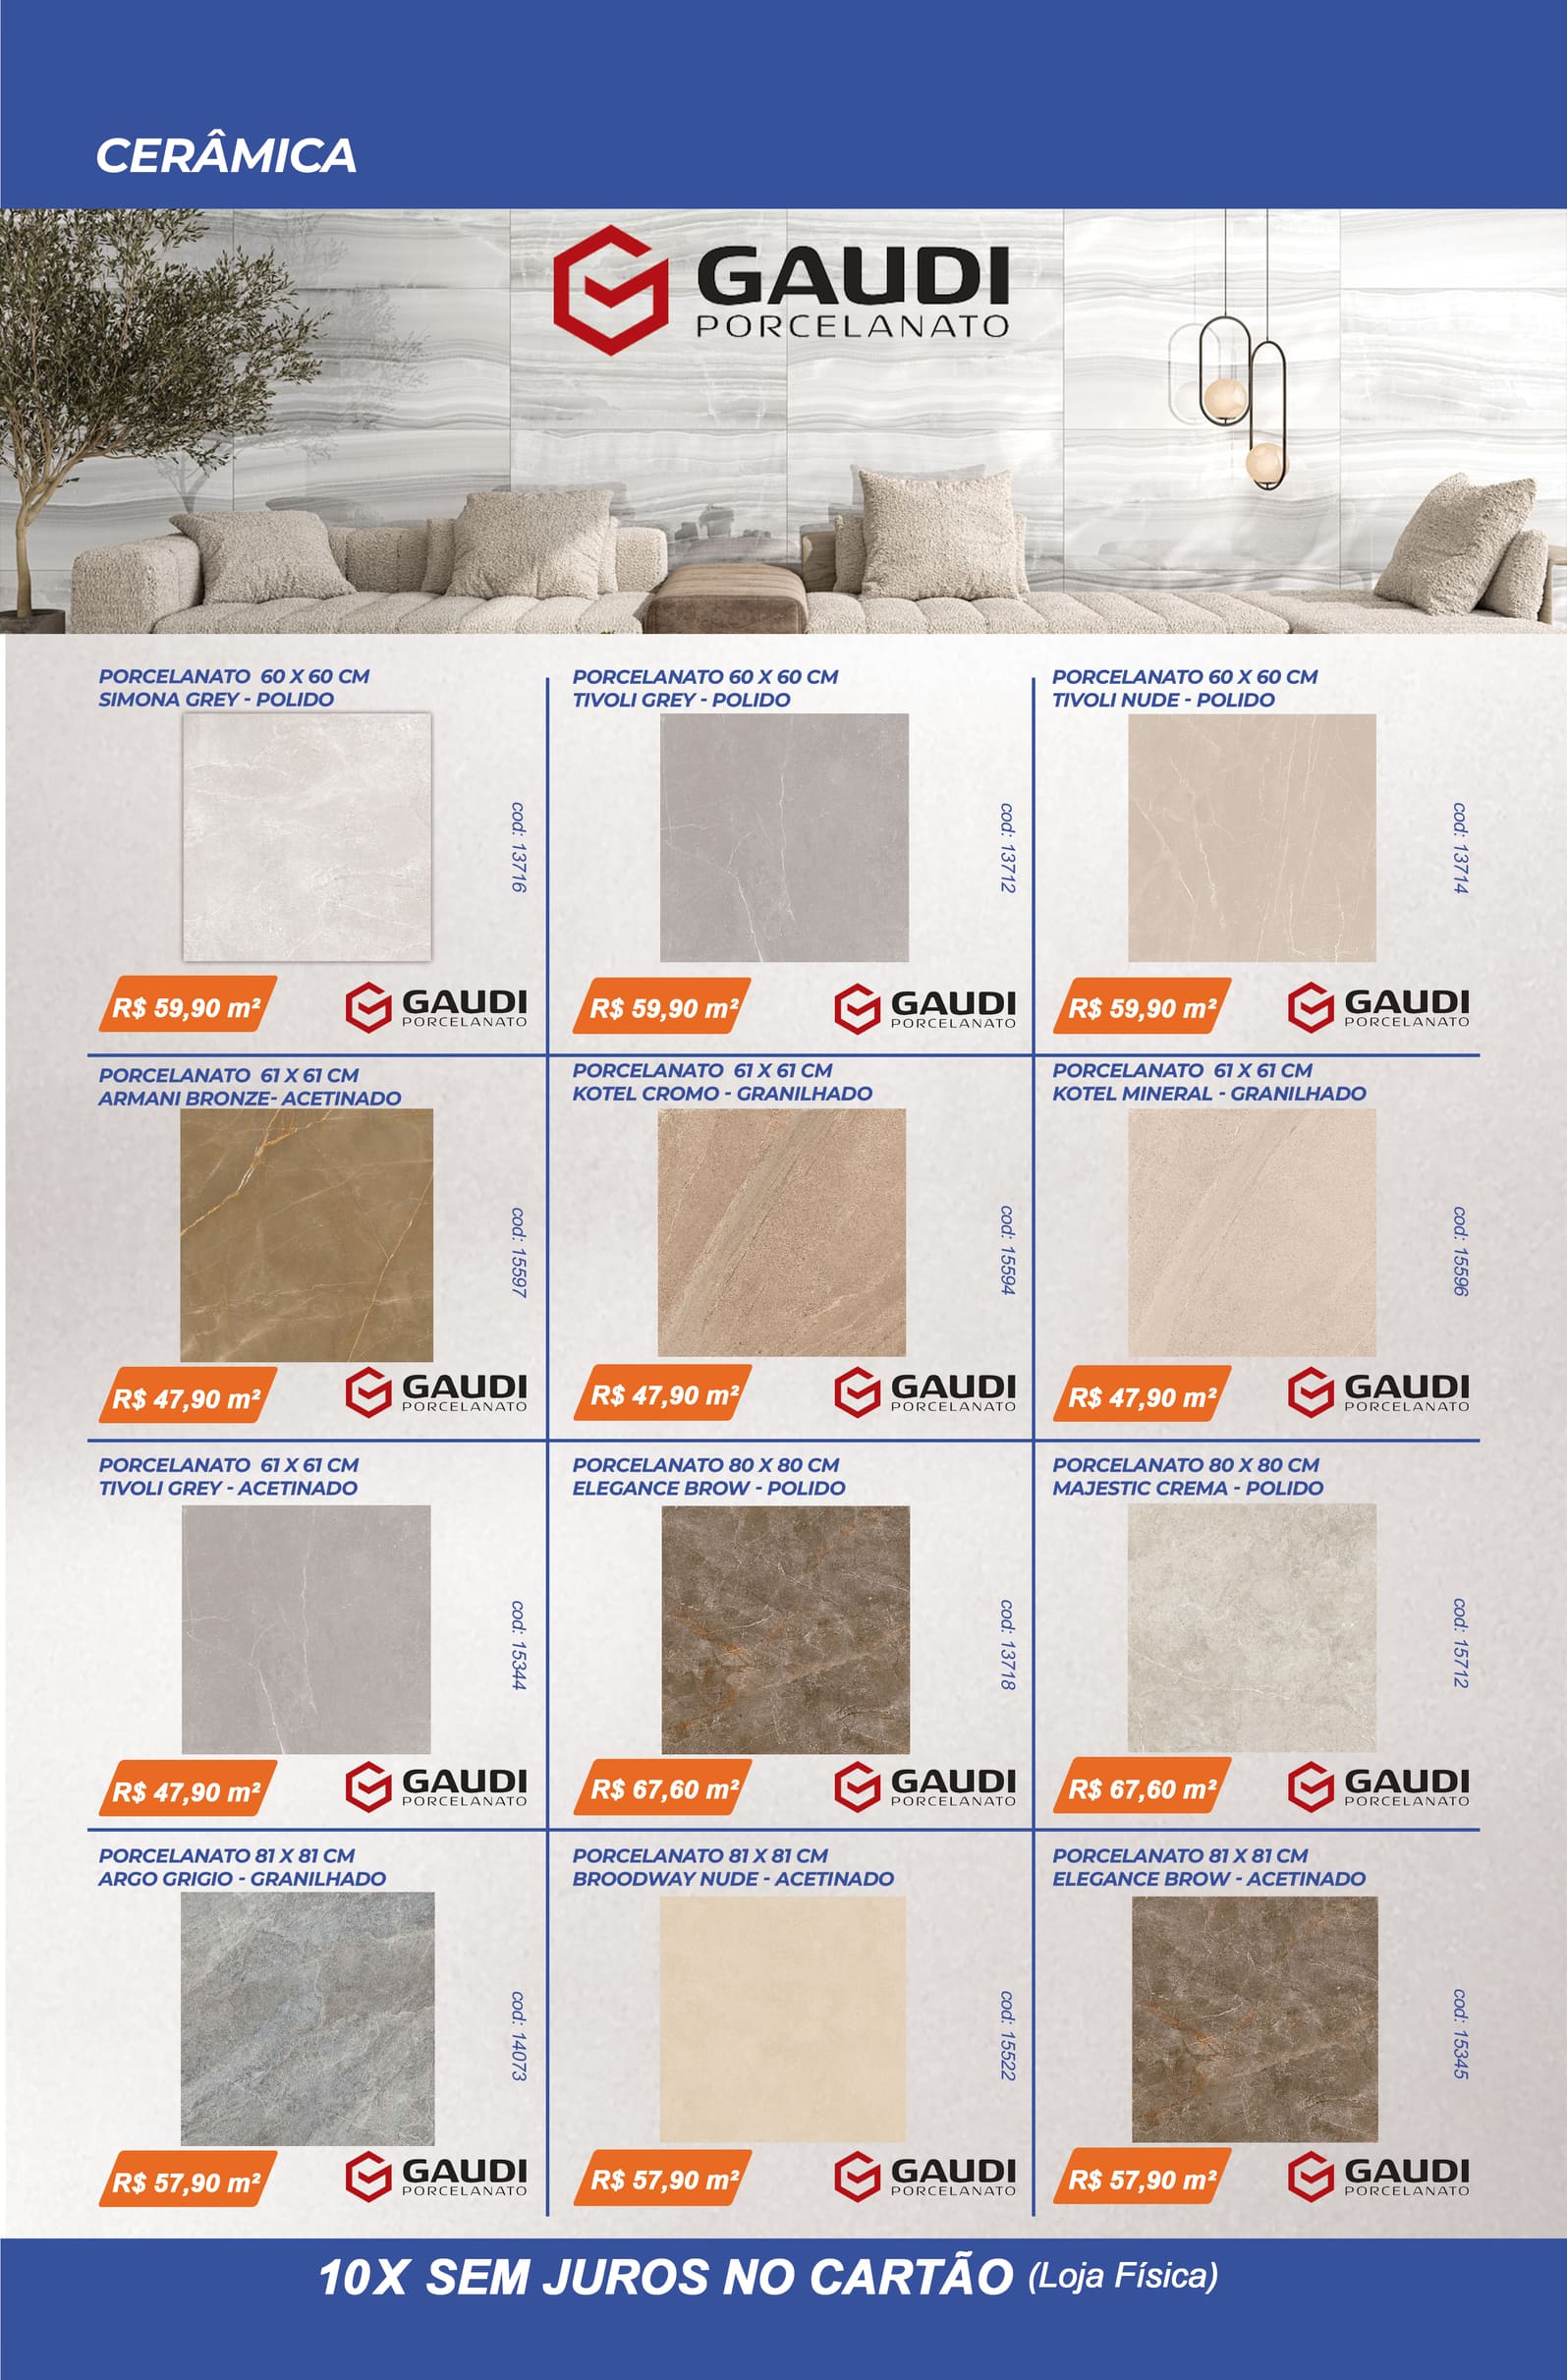 CERÂMICA
GAUDI
PORCELANATO
PORCELANATO 60 X 60 CM
SIMONA GREY - POLIDO
cod: 13716
R$ 59,90 m²
GAUDI
PORCELANATO
PORCELANATO 60 X 60 CM
TIVOLI GREY - POLIDO
cod: 13712
R$ 59,90 m²
GAUDI
PORCELANATO
PORCELANATO 60 X 60 CM
TIVOLI NUDE - POLIDO
cod: 13714
R$ 59,90 m²
GAUDI
PORCELANATO
PORCELANATO 61 X 61 CM
ARMANI BRONZE- ACETINADO
cod: 15597
R$ 47,90 m²
GAUDI
PORCELANATO
PORCELANATO 61 X 61 CM
KOTEL CROMO - GRANILHADO
cod: 15594
R$ 47,90 m²
GAUDI
PORCELANATO
PORCELANATO 61 X 61 CM
KOTEL MINERAL - GRANILHADO
cod: 15596
R$ 47,90 m²
GAUDI
PORCELANATO
PORCELANATO 61 X 61 CM
TIVOLI GREY - ACETINADO
cod: 15344
R$ 47,90 m²
GAUDI
PORCELANATO
PORCELANATO 80 X 80 CM
ELEGANCE BROW - POLIDO
cod: 13718
R$ 67,60 m²
GAUDI
PORCELANATO
PORCELANATO 80 X 80 CM
MAJESTIC CREMA - POLIDO
cod: 15712
R$ 67,60 m²
GAUDI
PORCELANATO
PORCELANATO 81 X 81 CM
ARGO GRIGIO - GRANILHADO
cod: 14073
R$ 57,90 m²
GAUDI
PORCELANATO
PORCELANATO 81 X 81 CM
BROODWAY NUDE - ACETINADO
cod: 15522
R$ 57,90 m²
GAUDI
PORCELANATO
PORCELANATO 81 X 81 CM
ELEGANCE BROW - ACETINADO
cod: 15345
R$ 57,90 m²
GAUDI
PORCELANATO
10X SEM JUROS NO CARTÃO (Loja Física)